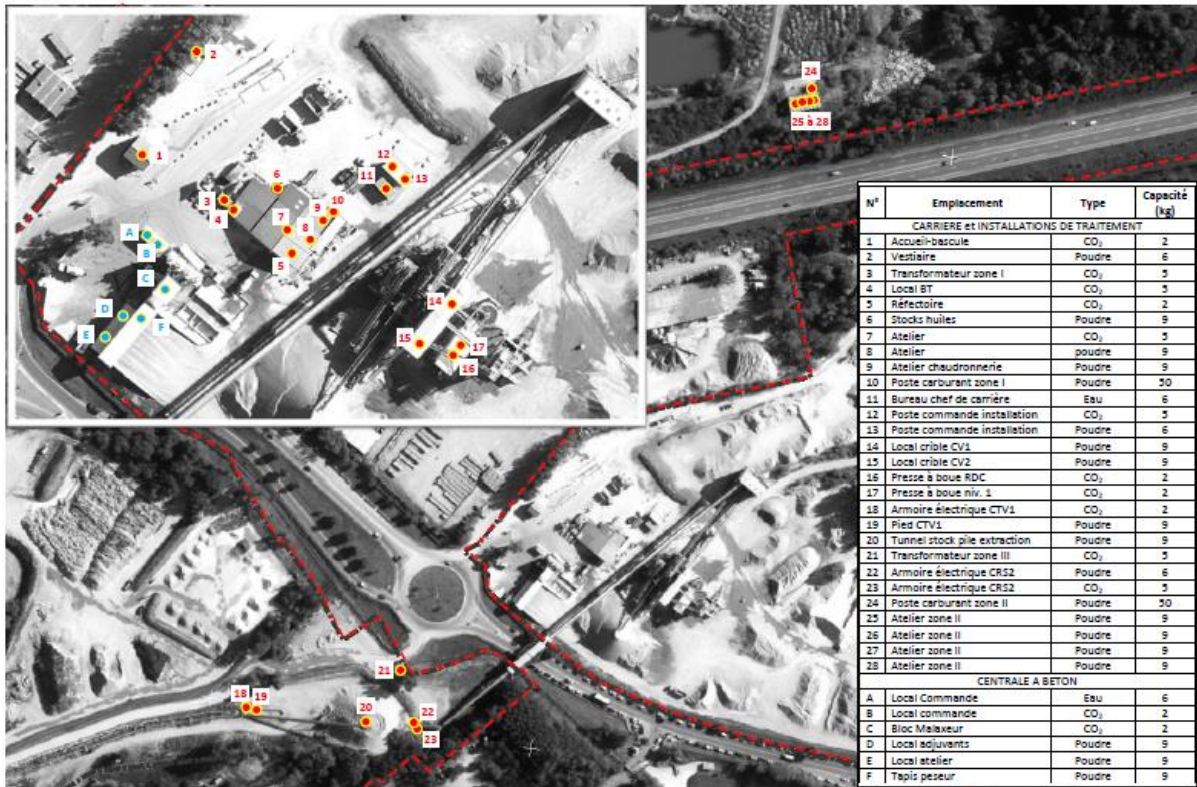 2
1
12
11
13
6
3
4
10
9
7
8
5
A
B
C
D
F
E
14
15
17
16
24
25 à 28
21
18
19
20
22
23
N° Emplacement Type Capacité (kg)
CARRIERE et INSTALLATIONS DE TRAITEMENT
1 Accueil-bascule CO₂ 2
2 Vestiaire Poudre 6
3 Transformateur zone I CO₂ 5
4 Local BT CO₂ 5
5 Réfectoire CO₂ 2
6 Stocks huiles Poudre 9
7 Atelier CO₂ 5
8 Atelier poudre 9
9 Atelier chaudronnerie Poudre 9
10 Poste carburant zone I Poudre 50
11 Bureau chef de carrière Eau 6
12 Poste commande installation CO₂ 5
13 Poste commande installation Poudre 6
14 Local crible CV1 Poudre 9
15 Local crible CV2 Poudre 9
16 Presse à boue RDC CO₂ 2
17 Presse à boue niv. 1 CO₂ 2
18 Armoire électrique CTV1 CO₂ 2
19 Pied CTV1 Poudre 9
20 Tunnel stock pile extraction Poudre 9
21 Transformateur zone III CO₂ 5
22 Armoire électrique CRS2 Poudre 6
23 Armoire électrique CRS2 CO₂ 5
24 Poste carburant zone II Poudre 50
25 Atelier zone II Poudre 9
26 Atelier zone II Poudre 9
27 Atelier zone II Poudre 9
28 Atelier zone II Poudre 9
CENTRALE A BETON
A Local Commande Eau 6
B Local commande CO₂ 2
C Bloc Malaxeur CO₂ 2
D Local adjuvants Poudre 9
E Local atelier Poudre 9
F Tapis peseur Poudre 9